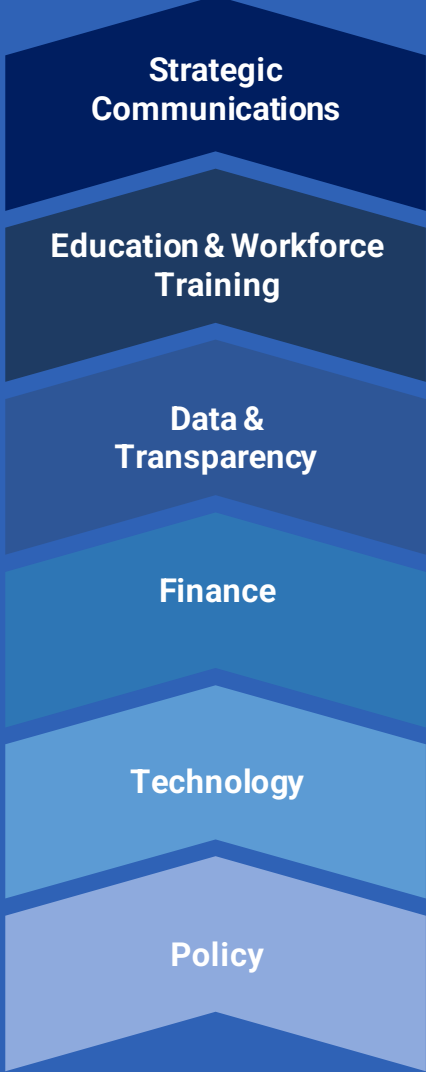 Strategic
Communications
Education & Workforce
Training
Data &
Transparency
Finance
Technology
Policy